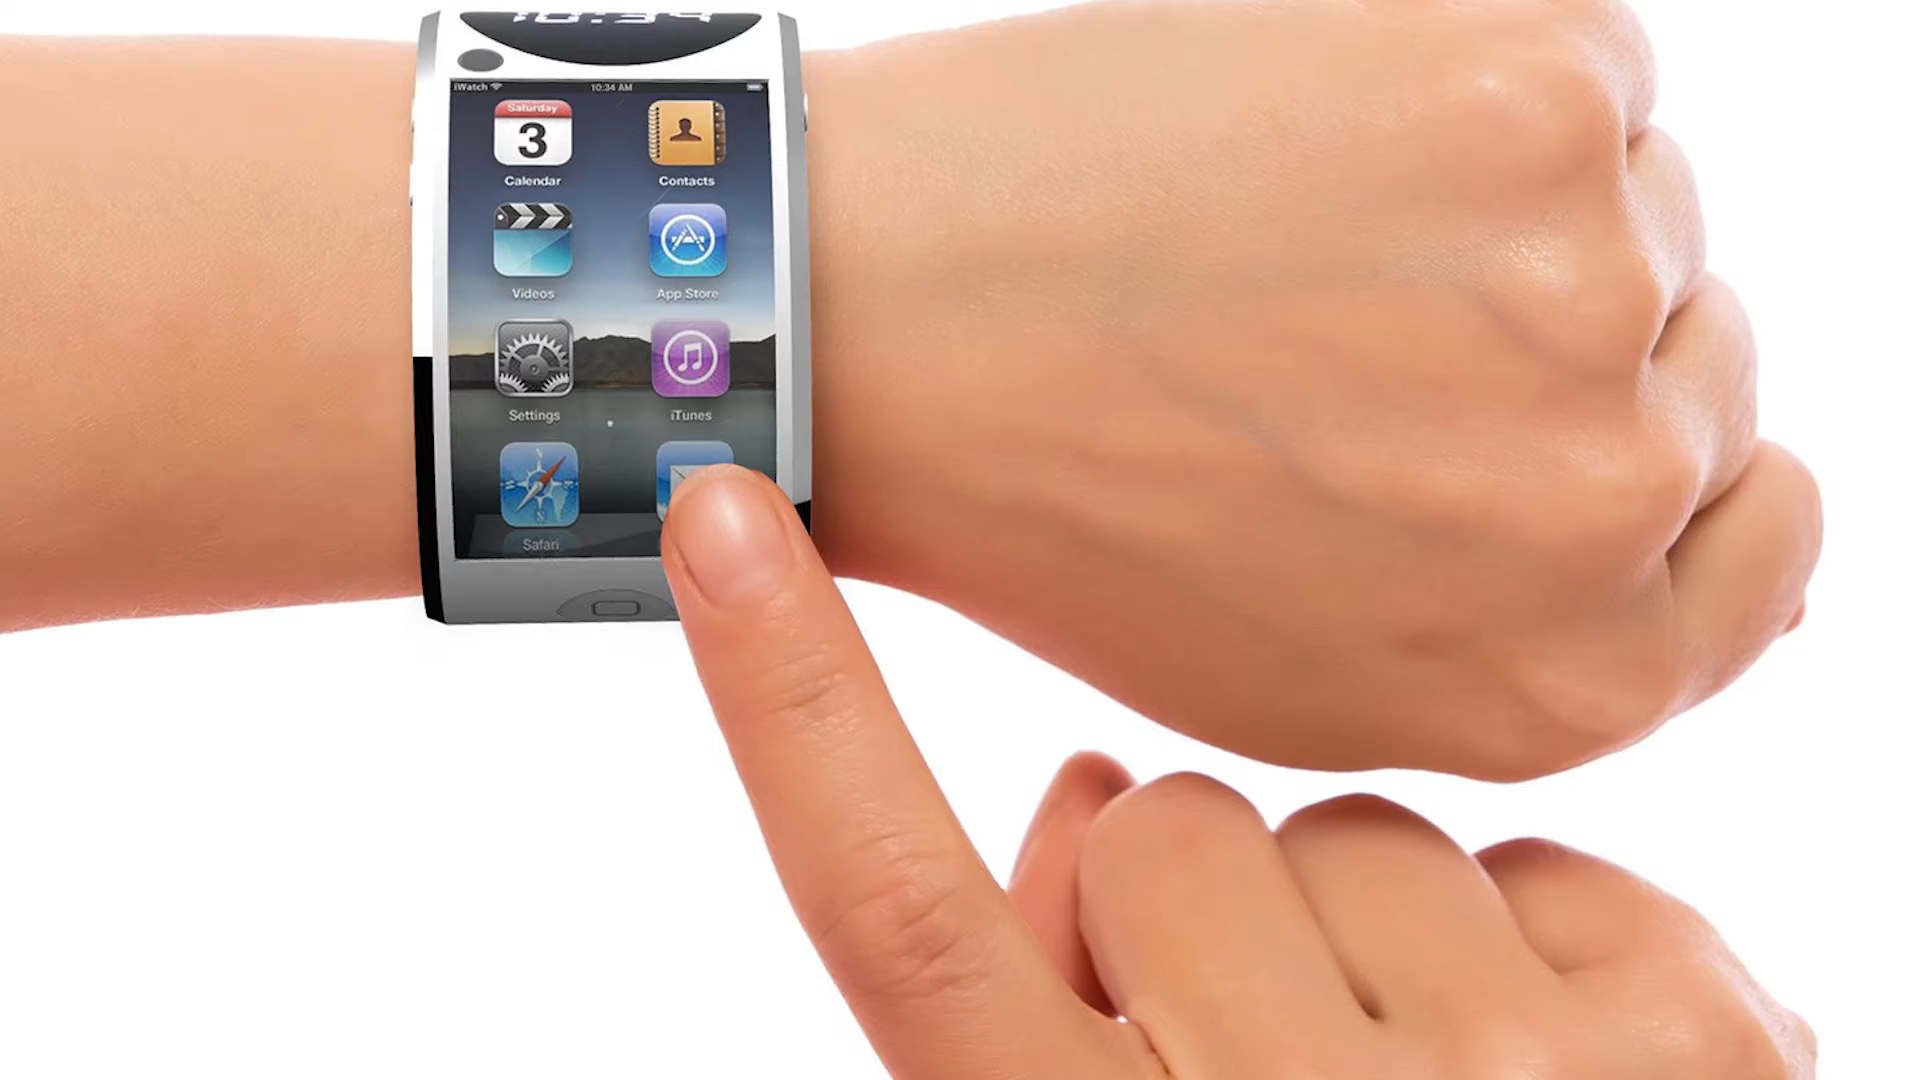 iWatch 10:34 AM
Saturday
3
Calendar Contacts
Videos App Store
Settings iTunes
Safari